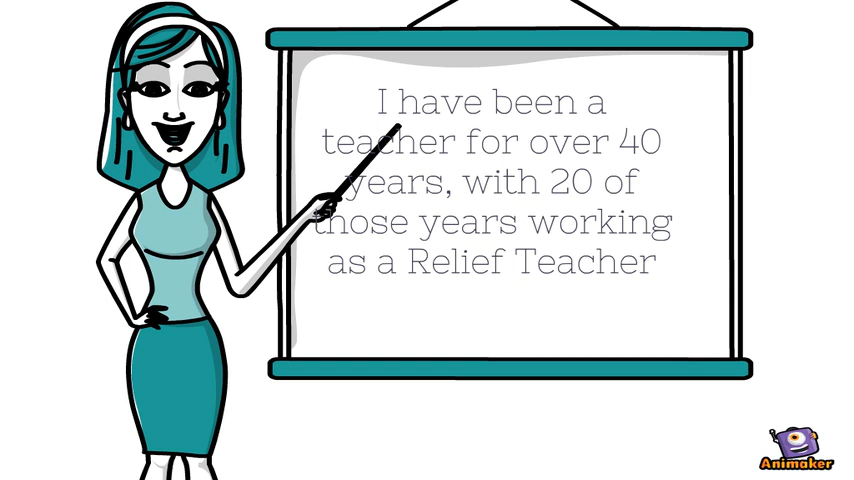 I have been a
teacher for over 40
years, with 20 of
those years working
as a Relief Teacher
Animaker